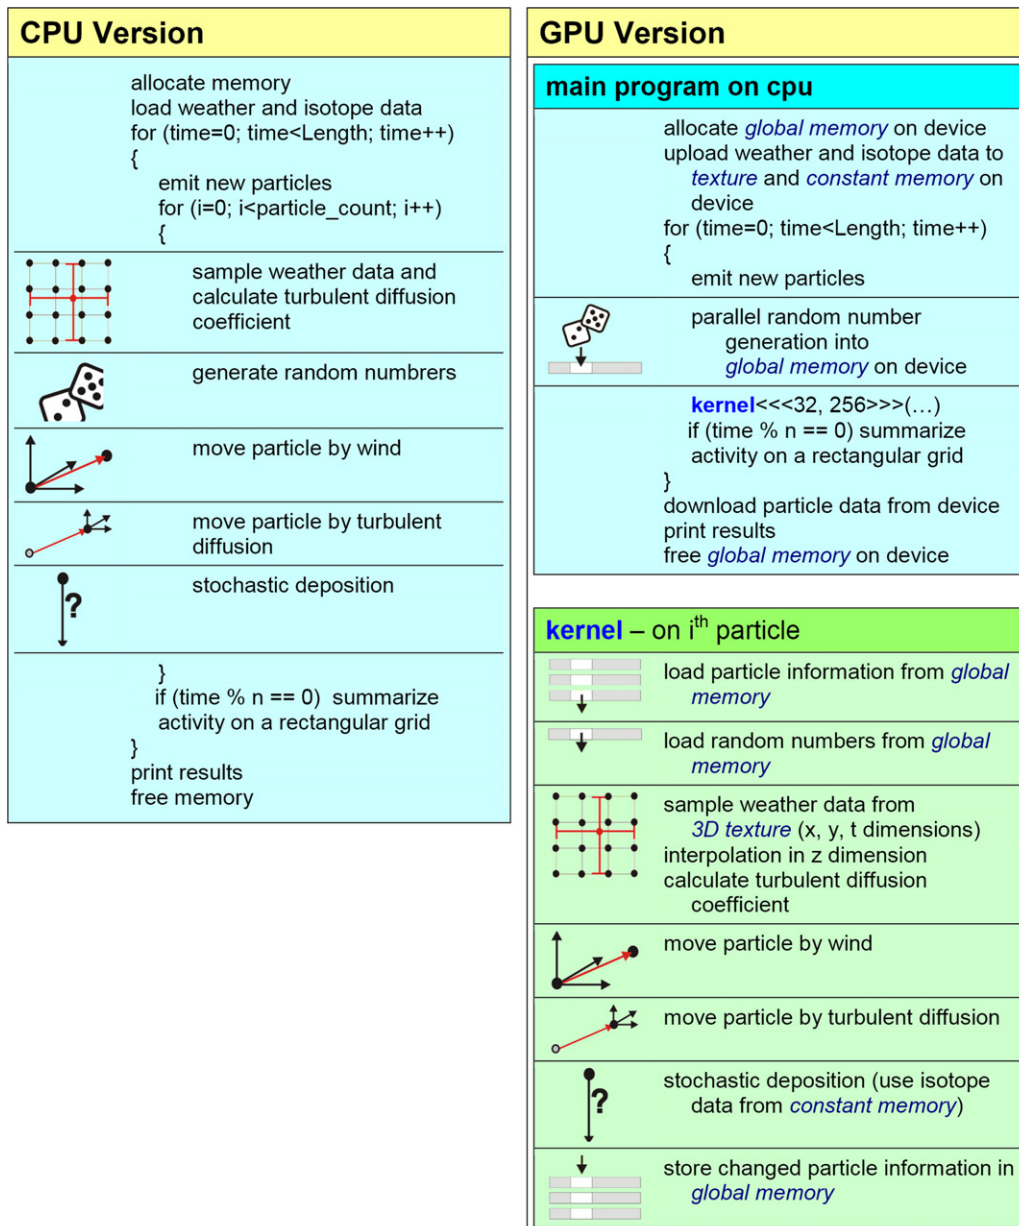 CPU Version
allocate memory
load weather and isotope data
for (time=0; time<Length; time++)
{
emit new particles
for (i=0; i<particle_count; i++)
{
sample weather data and
calculate turbulent diffusion
coefficient
generate random numbrers
move particle by wind
move particle by turbulent
diffusion
?
stochastic deposition
}
if (time % n == 0) summarize
activity on a rectangular grid
}
print results
free memory
GPU Version
main program on cpu
allocate global memory on device
upload weather and isotope data to
texture and constant memory on
device
for (time=0; time<Length; time++)
{
emit new particles
parallel random number
generation into
global memory on device
kernel<<<32, 256>>>(…)
if (time % n == 0) summarize
activity on a rectangular grid
}
download particle data from device
print results
free global memory on device
kernel – on ith particle
load particle information from global
memory
load random numbers from global
memory
sample weather data from
3D texture (x, y, t dimensions)
interpolation in z dimension
calculate turbulent diffusion
coefficient
move particle by wind
move particle by turbulent diffusion
?
stochastic deposition (use isotope
data from constant memory)
store changed particle information in
global memory